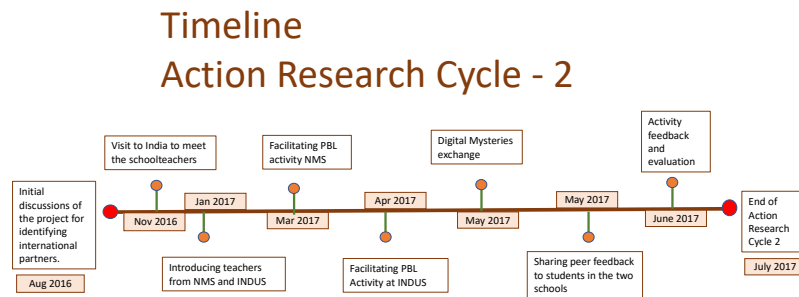 Timeline
Action Research Cycle - 2
Initial
discussions of
the project for
identifying
international
partners.
Aug 2016
Visit to India to meet
the schoolteachers
Nov 2016
Jan 2017
Introducing teachers
from NMS and INDUS
Facilitating PBL
activity NMS
Mar 2017
Apr 2017
Facilitating PBL
Activity at INDUS
Digital Mysteries
exchange
May 2017
May 2017
Sharing peer feedback
to students in the two
schools
Activity
feedback
and
evaluation
June 2017
End of
Action
Research
Cycle 2
July 2017